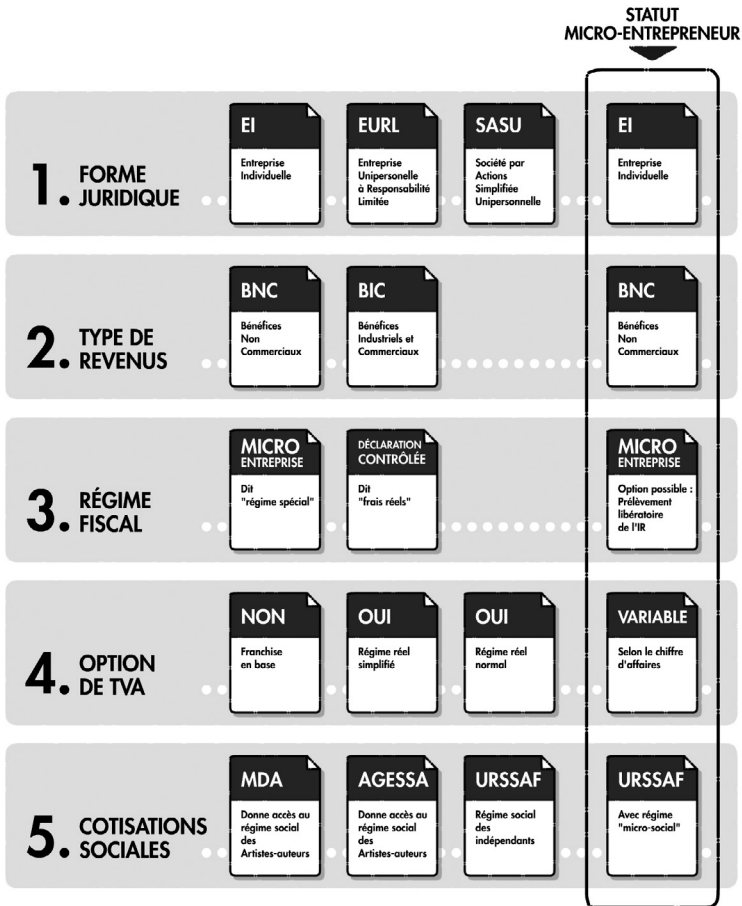 STATUT
MICRO-ENTREPRENEUR
1. FORME
JURIDIQUE
EI
Entreprise
Individuelle
EURL
Entreprise
Unipersonelle
à Responsabilité
Limitée
SASU
Société par
Actions
Simplifiée
Unipersonnelle
EI
Entreprise
Individuelle
2. TYPE DE
REVENUS
BNC
Bénéfices
Non
Commerciaux
BIC
Bénéfices
Industriels et
Commerciaux
BNC
Bénéfices
Non
Commerciaux
3. RÉGIME
FISCAL
MICRO
ENTREPRISE
Dit
"régime spécial"
DÉCLARATION
CONTRÔLÉE
Dit
"frais réels"
MICRO
ENTREPRISE
Option possible :
Prélèvement
libératoire
de l'IR
4. OPTION
DE TVA
NON
Franchise
en base
OUI
Régime réel
simplifié
OUI
Régime réel
normal
VARIABLE
Selon le chiffre
d'affaires
5. COTISATIONS
SOCIALES
MDA
Donne accès au
régime social
des
Artistes-auteurs
AGESSA
Donne accès au
régime social
des
Artistes-auteurs
URSSAF
Régime social
des
indépendants
URSSAF
Avec régime
"micro-social"